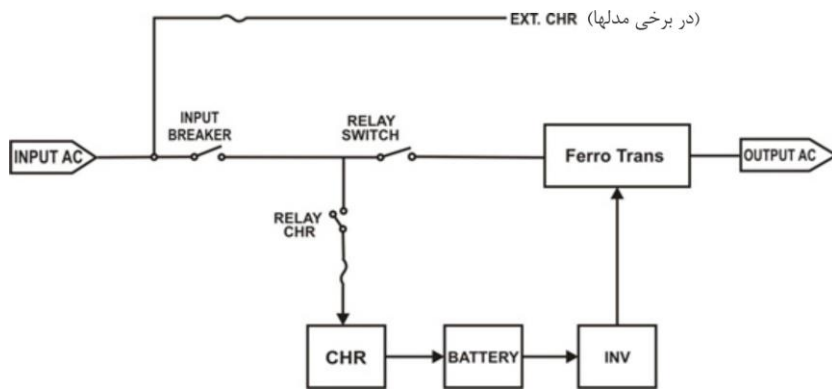 EXT. CHR (در برخی مدلها)
INPUT
BREAKER
RELAY
SWITCH
INPUT AC
Ferro Trans
OUTPUT AC
RELAY
CHR
CHR
BATTERY
INV